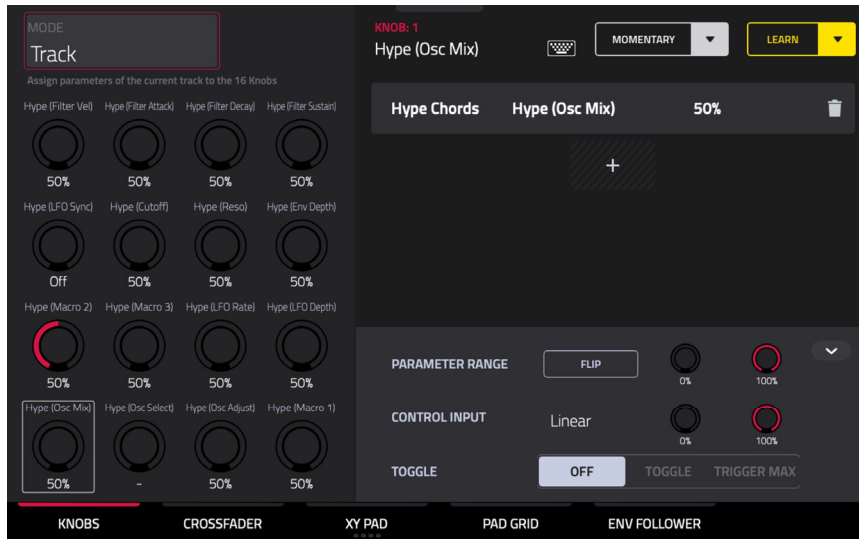 MODE
Track
Assign parameters of the current track to the 16 Knobs
Hype (Filter Vel) Hype (Filter Attack) Hype (Filter Decay) Hype (Filter Sustain)
50% 50% 50% 50%
Hype (LFO Sync) Hype (Cutoff) Hype (Reso) Hype (Env Depth)
Off 50% 50% 50%
Hype (Macro 2) Hype (Macro 3) Hype (LFO Rate) Hype (LFO Depth)
50% 50% 50% 50%
Hype (Osc Mix) Hype (Osc Select) Hype (Osc Adjust) Hype (Macro 1)
50% - 50% 50%
KNOB: 1
Hype (Osc Mix)
MOMENTARY
LEARN
Hype Chords Hype (Osc Mix) 50%
+
PARAMETER RANGE FLIP 0% 100%
CONTROL INPUT Linear 0% 100%
TOGGLE OFF TOGGLE TRIGGER MAX
KNOBS CROSSFADER XY PAD PAD GRID ENV FOLLOWER